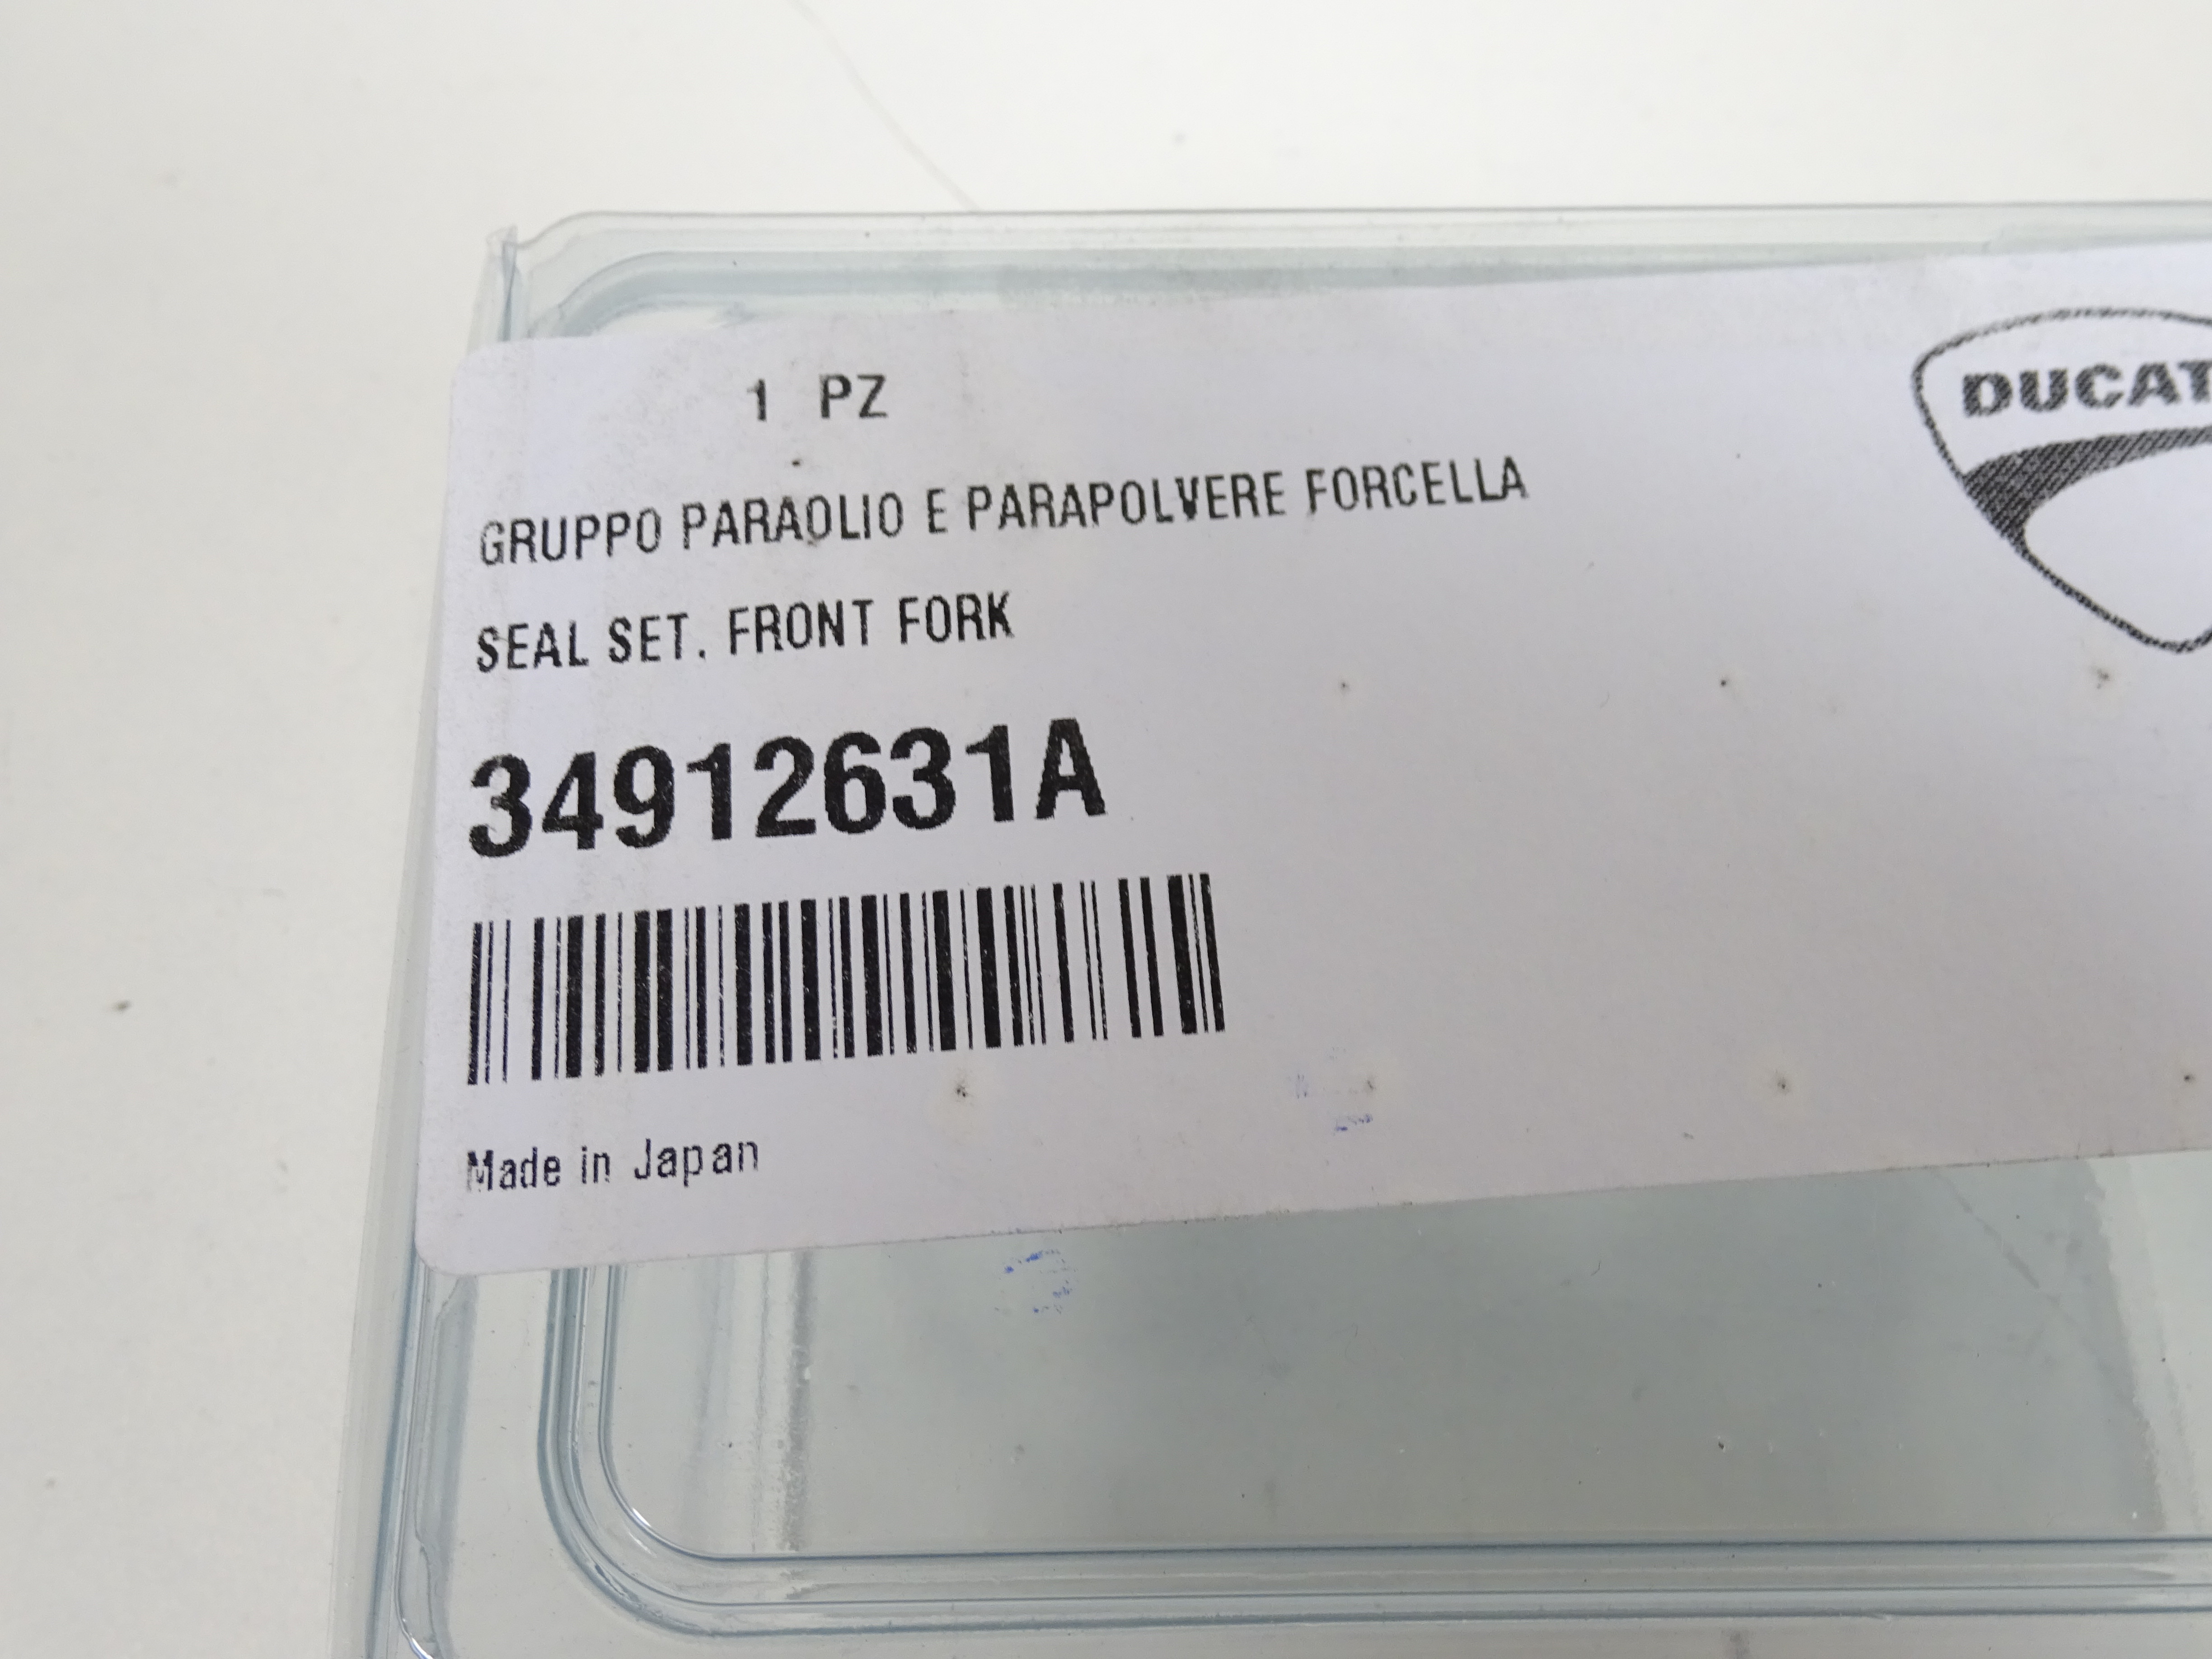 1 PZ
DUCAT
GRUPPO PARAOLIO E PARAPOLVERE FORCELLA
SEAL SET. FRONT FORK
34912631A
Made in Japan